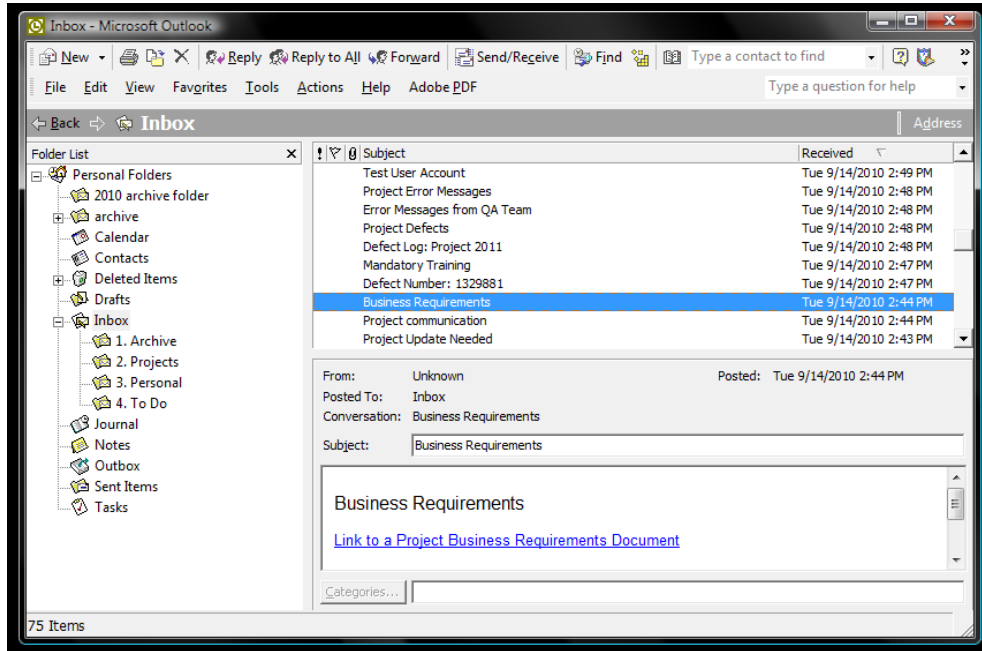 Inbox - Microsoft Outlook
New Reply Reply to All Forward Send/Receive Find Type a contact to find
File Edit View Favorites Tools Actions Help Adobe PDF Type a question for help
Back Inbox Address
Folder List
Personal Folders
2010 archive folder
archive
Calendar
Contacts
Deleted Items
Drafts
Inbox
1. Archive
2. Projects
3. Personal
4. To Do
Journal
Notes
Outbox
Sent Items
Tasks
! Subject Received
Test User Account Tue 9/14/2010 2:49 PM
Project Error Messages Tue 9/14/2010 2:48 PM
Error Messages from QA Team Tue 9/14/2010 2:48 PM
Project Defects Tue 9/14/2010 2:48 PM
Defect Log: Project 2011 Tue 9/14/2010 2:48 PM
Mandatory Training Tue 9/14/2010 2:47 PM
Defect Number: 1329881 Tue 9/14/2010 2:47 PM
Business Requirements Tue 9/14/2010 2:44 PM
Project communication Tue 9/14/2010 2:44 PM
Project Update Needed Tue 9/14/2010 2:43 PM
From: Unknown Posted: Tue 9/14/2010 2:44 PM
Posted To: Inbox
Conversation: Business Requirements
Subject: Business Requirements
Business Requirements
Link to a Project Business Requirements Document
Categories...
75 Items